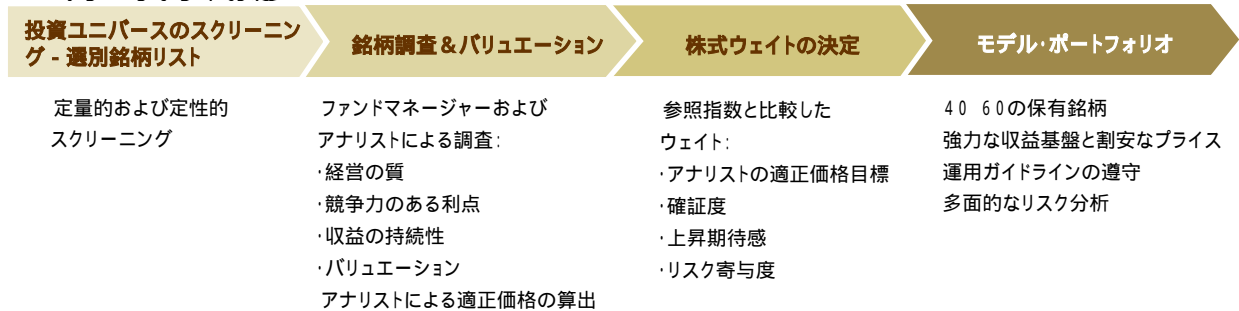 投資ユニバースのスクリーニン
グ - 選別銘柄リスト
銘柄調査＆バリュエーション
株式ウェイトの決定
モデル・ポートフォリオ
定量的および定性的
スクリーニング
ファンドマネージャーおよび
アナリストによる調査:
・経営の質
・競争力のある利点
・収益の持続性
・バリュエーション
アナリストによる適正価格の算出
参照指数と比較した
ウェイト:
・アナリストの適正価格目標
・確証度
・上昇期待感
・リスク寄与度
40 60の保有銘柄
強力な収益基盤と割安なプライス
運用ガイドラインの遵守
多面的なリスク分析